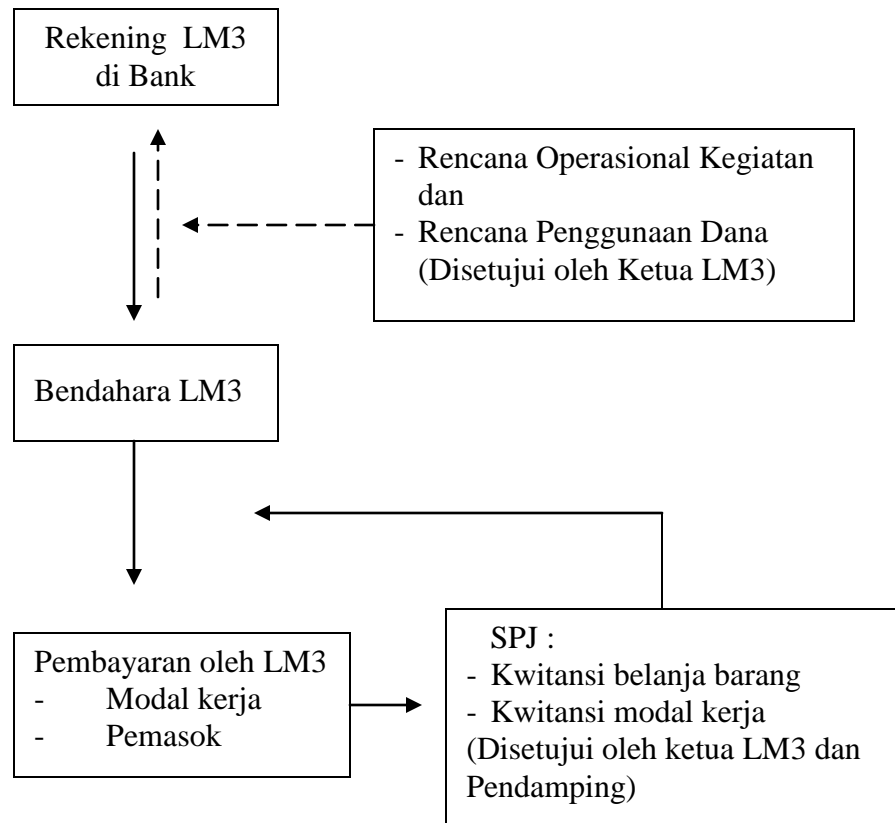 Rekening LM3
di Bank
- Rencana Operasional Kegiatan
dan
- Rencana Penggunaan Dana
(Disetujui oleh Ketua LM3)
Bendahara LM3
Pembayaran oleh LM3
- Modal kerja
- Pemasok
SPJ :
- Kwitansi belanja barang
- Kwitansi modal kerja
(Disetujui oleh ketua LM3 dan
Pendamping)